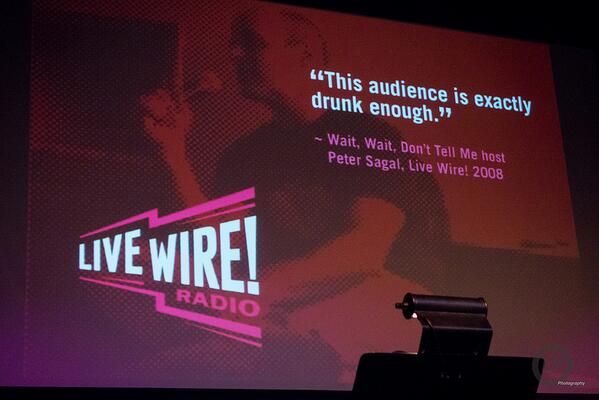 “This audience is exactly
drunk enough.”
~ Wait, Wait, Don't Tell Me host
Peter Sagal, Live Wire! 2008
LIVE WIRE!
RADIO
Photography